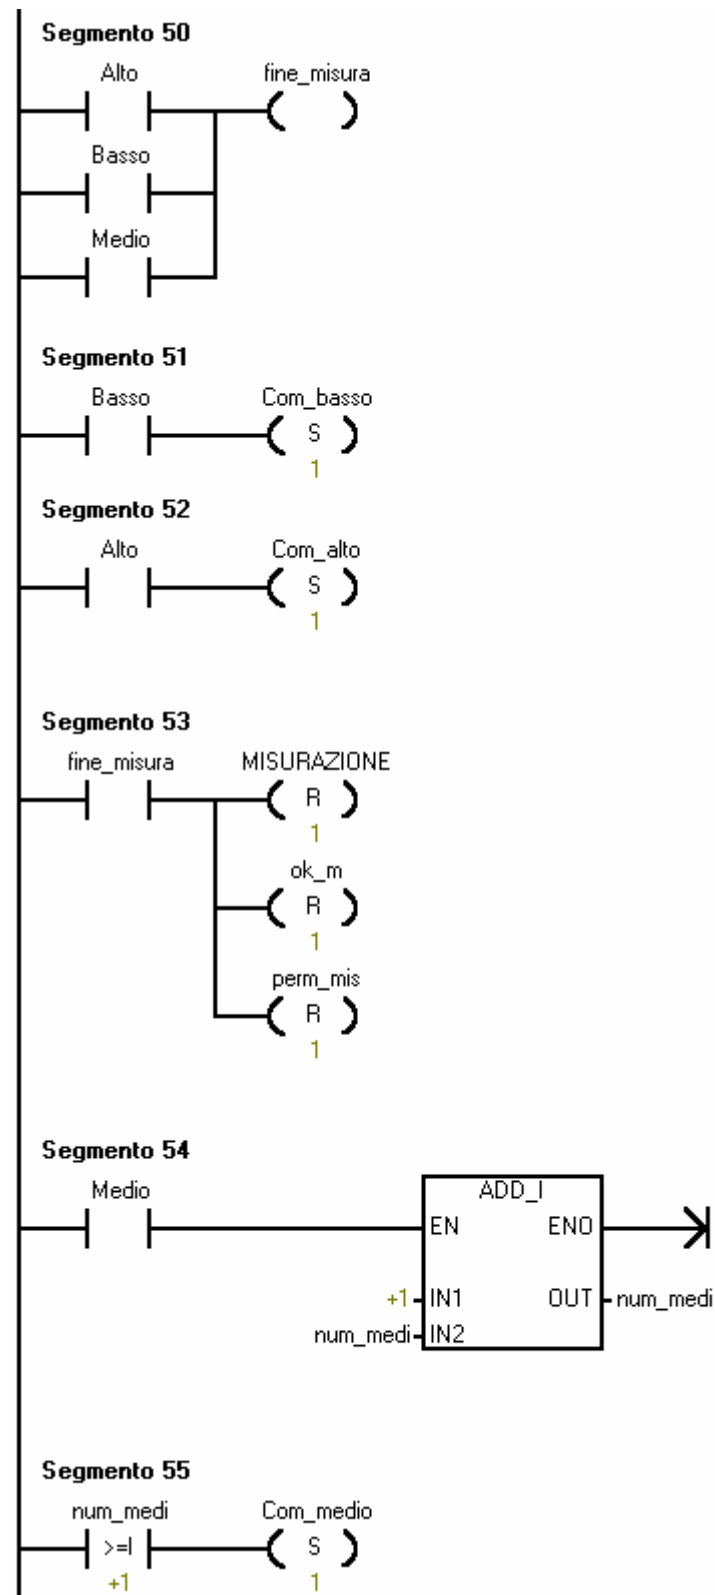 Segmento 50
Alto fine_misura
( )
Basso
Medio
Segmento 51
Basso Com_basso
( S )
1
Segmento 52
Alto Com_alto
( S )
1
Segmento 53
fine_misura MISURAZIONE
( R )
1
ok_m
( R )
1
perm_mis
( R )
1
Segmento 54
Medio ADD_I
EN ENO
+1 IN1 OUT num_medi
num_medi IN2
Segmento 55
num_medi Com_medio
>=I ( S )
+1 1